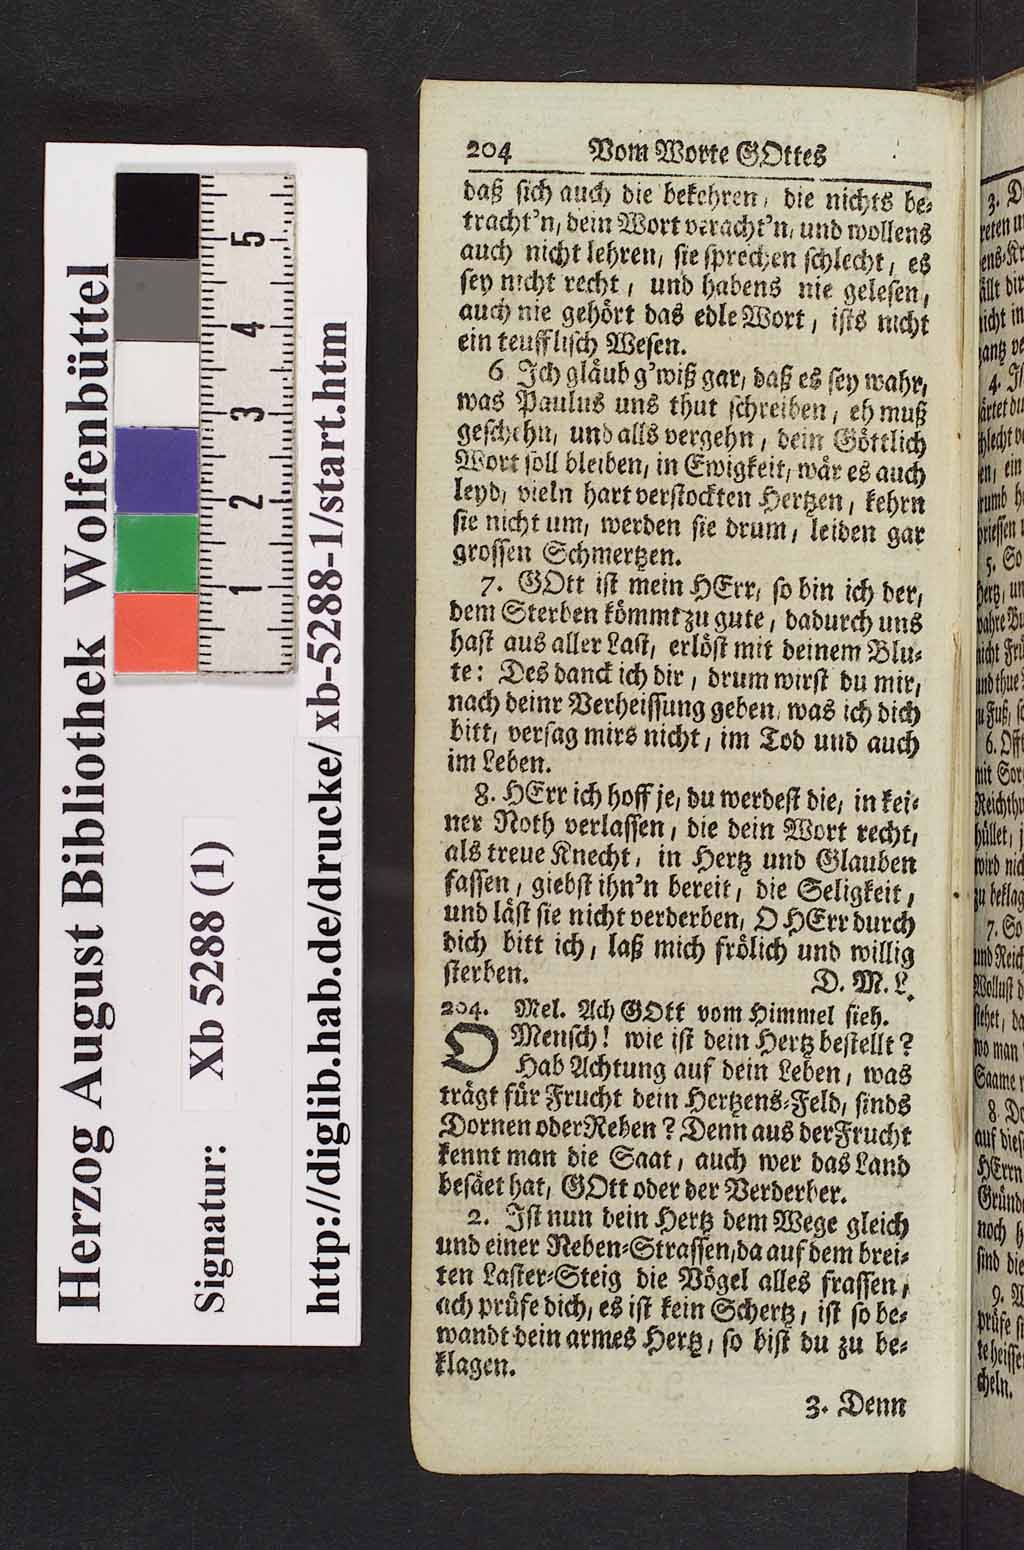 204 Vom Worte GOttes
daß sich auch die bekehren, die nichts be-
tracht'n, dein Wort veracht'n, und wollens
auch nicht lehren, sie sprechen schlecht, es
sey nicht recht, und habens nie gelesen,
auch nie gehört das edle Wort, ists nicht
ein teufflisch Wesen.
6 Ich gläub g'wiß gar, daß es sey wahr,
was Paulus uns thut schreiben, eh muß
geschehn, und alls vergehn, dein Göttlich
Wort soll bleiben, in Ewigkeit, wär es auch
leyd, vieln hart verstockten Hertzen, kehrn
sie nicht um, werden sie drum, leiden gar
grossen Schmertzen.
7. GOtt ist mein HErr, so bin ich der,
dem Sterben kömmt zu gute, dadurch uns
hast aus aller Last, erlöst mit deinem Blu-
te: Des danck ich dir, drum wirst du mir,
nach deinr Verheissung geben, was ich dich
bitt, versag mirs nicht, im Tod und auch
im Leben.
8. HErr ich hoff je, du werdest die, in kei-
ner Noth verlassen, die dein Wort recht,
als treue Knecht, in Hertz und Glauben
fassen, giebst ihn'n bereit, die Seligkeit,
und läst sie nicht verderben, O HErr durch
dich bitt ich, laß mich frölich und willig
sterben. D. M. L.
204. Mel. Ach GOtt vom Himmel sieh.
O Mensch! wie ist dein Hertz bestellt?
Hab Achtung auf dein Leben, was
trägt für Frucht dein Hertzens-Feld, sinds
Dornen oder Reben? Denn aus der Frucht
kennt man die Saat, auch wer das Land
besäet hat, GOtt oder der Verderber.
2. Ist nun dein Hertz dem Wege gleich
und einer Neben-Strassen, da auf dem brei-
ten Laster-Steig die Vögel alles frassen,
ach prüfe dich, es ist kein Schertz, ist so be-
wandt dein armes Hertz, so bist du zu be-
klagen.
3. Denn
Herzog August Bibliothek Wolfenbüttel
Signatur: Xb 5288 (1)
http://diglib.hab.de/drucke/xb-5288-1/start.htm
5
4
3
2
1